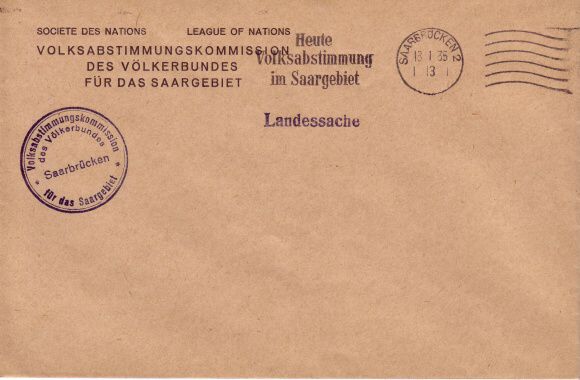 SOCIETE DES NATIONS LEAGUE OF NATIONS
VOLKSABSTIMMUNGSKOMMISSION
DES VÖLKERBUNDES
FÜR DAS SAARGEBIET
Heute
Volksabstimmung
im Saargebiet
SAARBRÜCKEN 2
13 1 35
13
Landessache
Volksabstimmungskommission
des Völkerbundes
Saarbrücken
* für das Saargebiet *